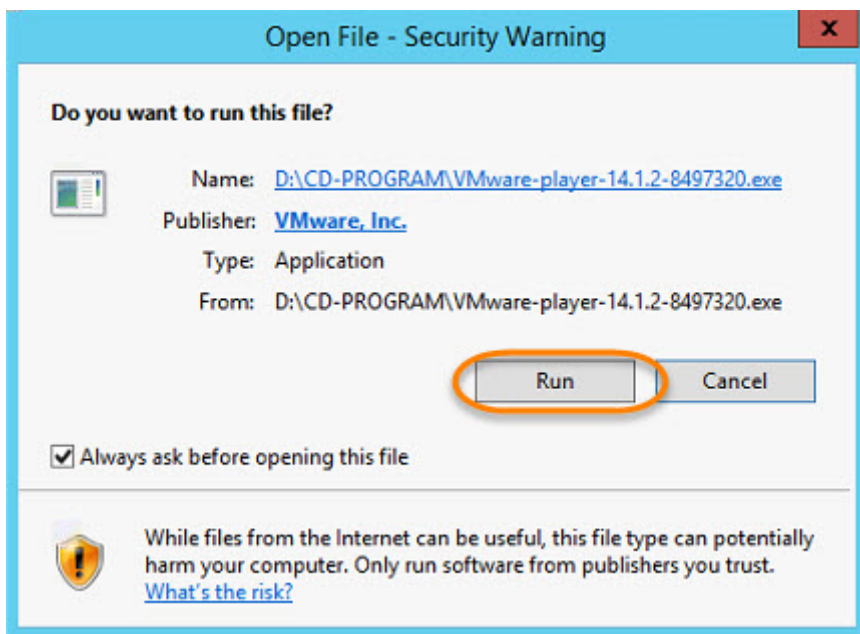 Open File - Security Warning
x
Do you want to run this file?
Name: D:\CD-PROGRAM\VMware-player-14.1.2-8497320.exe
Publisher: VMware, Inc.
Type: Application
From: D:\CD-PROGRAM\VMware-player-14.1.2-8497320.exe
Run Cancel
Always ask before opening this file
While files from the Internet can be useful, this file type can potentially
harm your computer. Only run software from publishers you trust.
What's the risk?